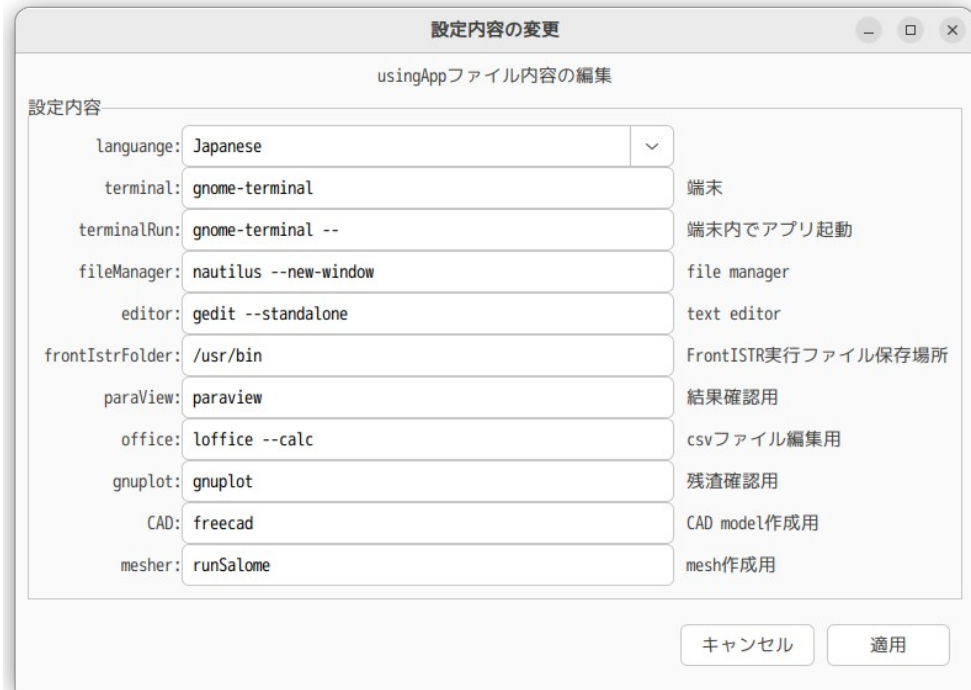 設定内容の変更
usingAppファイル内容の編集
設定内容
languange: Japanese
terminal: gnome-terminal 端末
terminalRun: gnome-terminal -- 端末内でアプリ起動
fileManager: nautilus --new-window file manager
editor: gedit --standalone text editor
frontIstrFolder: /usr/bin FrontISTR実行ファイル保存場所
paraView: paraview 結果確認用
office: loffice --calc csvファイル編集用
gnuplot: gnuplot 残渣確認用
CAD: freecad CAD model作成用
mesher: runSalome mesh作成用
キャンセル 適用